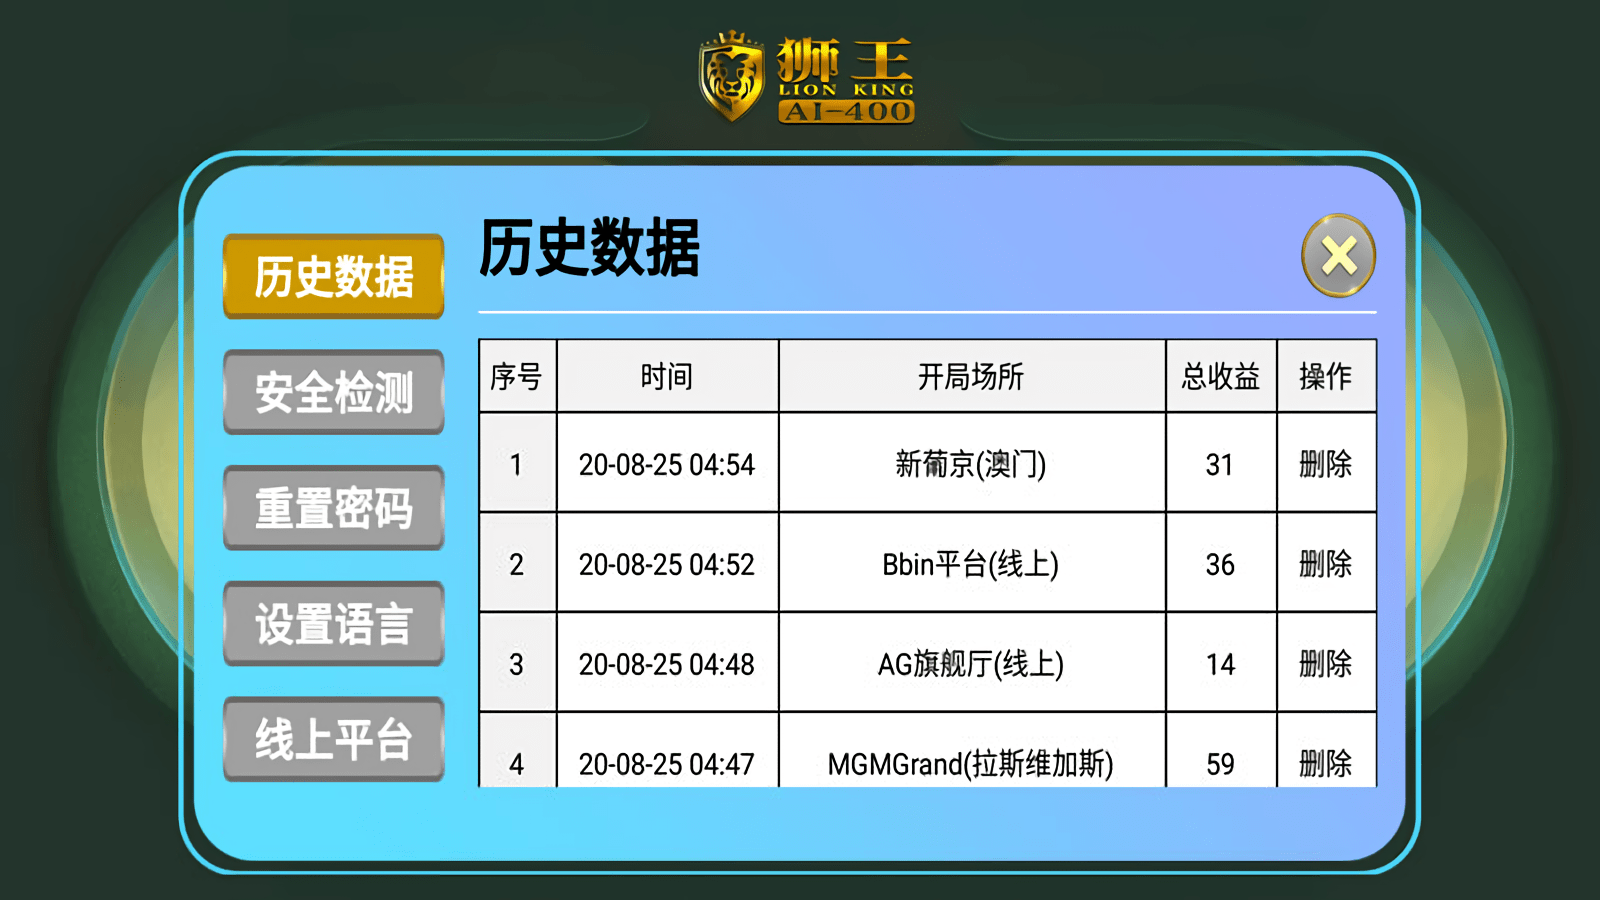 狮王
LION KING
AI-400
历史数据
安全检测
重置密码
设置语言
线上平台
历史数据
序号 时间 开局场所 总收益 操作
1 20-08-25 04:54 新葡京(澳门) 31 删除
2 20-08-25 04:52 Bbin平台(线上) 36 删除
3 20-08-25 04:48 AG旗舰厅(线上) 14 删除
4 20-08-25 04:47 MGMGrand(拉斯维加斯) 59 删除